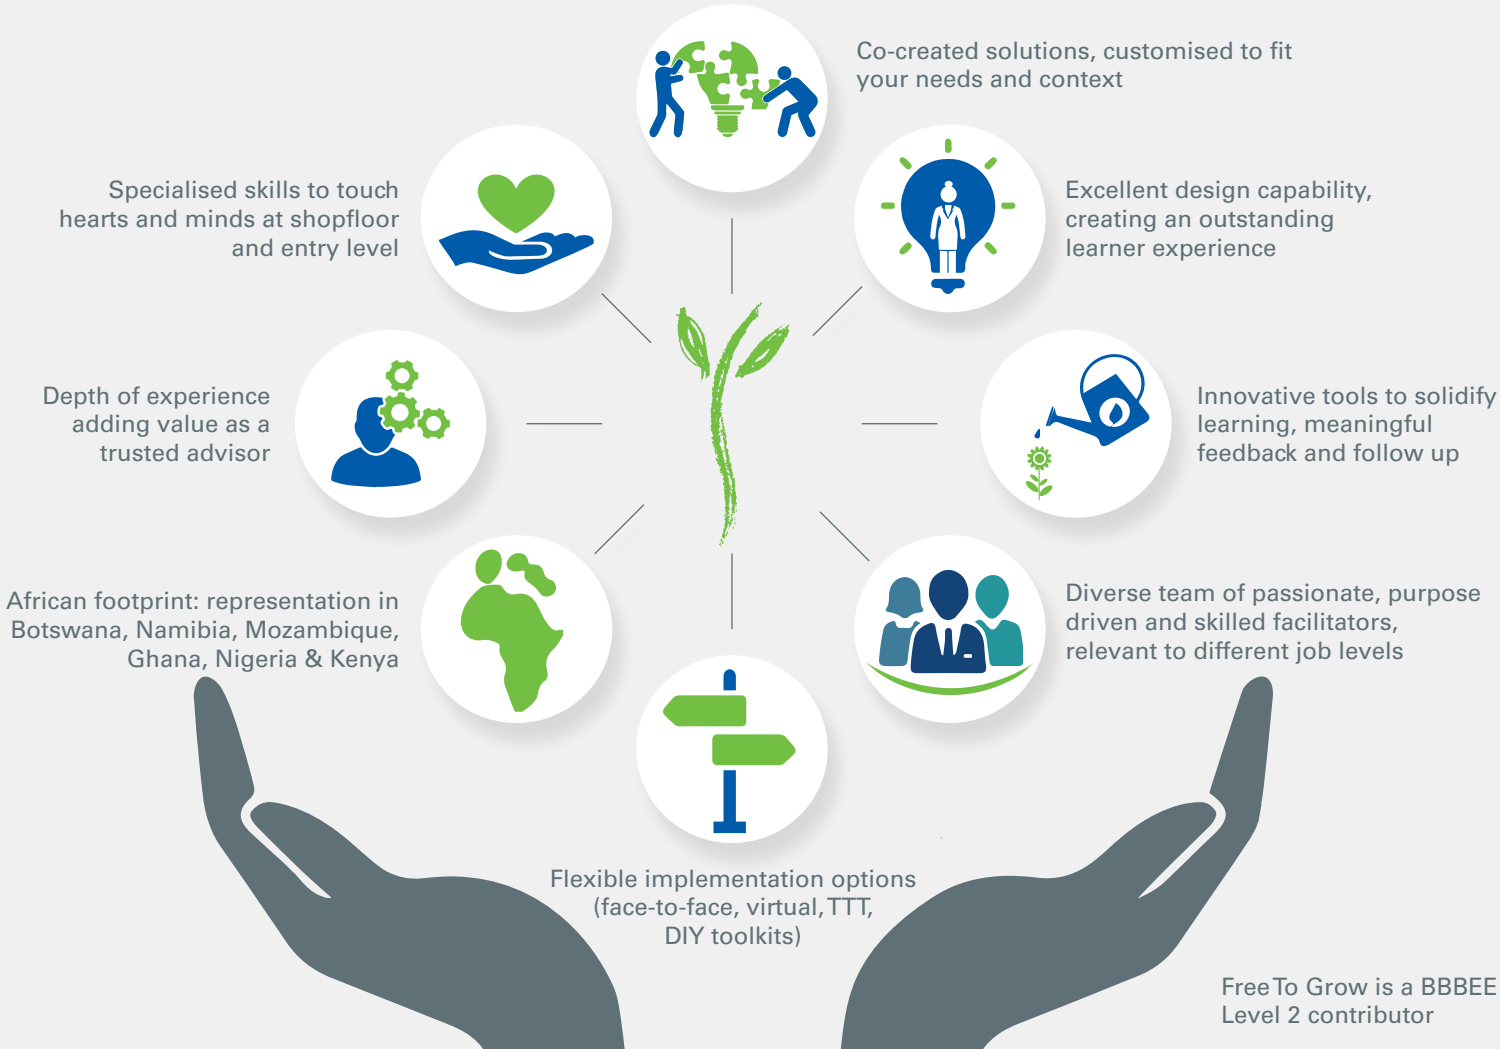 Co-created solutions, customised to fit
your needs and context
Excellent design capability,
creating an outstanding
learner experience
Innovative tools to solidify
learning, meaningful
feedback and follow up
Diverse team of passionate, purpose
driven and skilled facilitators,
relevant to different job levels
Flexible implementation options
(face-to-face, virtual, TTT,
DIY toolkits)
African footprint: representation in
Botswana, Namibia, Mozambique,
Ghana, Nigeria & Kenya
Depth of experience
adding value as a
trusted advisor
Specialised skills to touch
hearts and minds at shopfloor
and entry level
Free To Grow is a BBBEE
Level 2 contributor